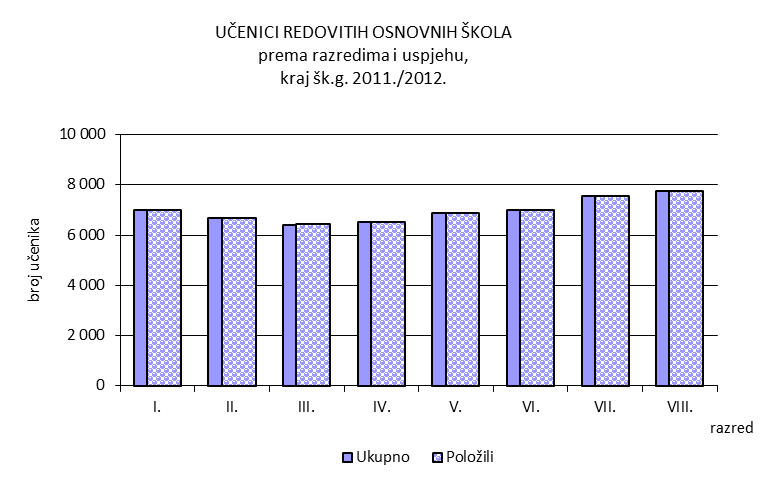 UČENICI REDOVITIH OSNOVNIH ŠKOLA
prema razredima i uspjehu,
kraj šk.g. 2011./2012.
broj učenika
10 000
8 000
6 000
4 000
2 000
0
I. II. III. IV. V. VI. VII. VIII.
razred
Ukupno Položili